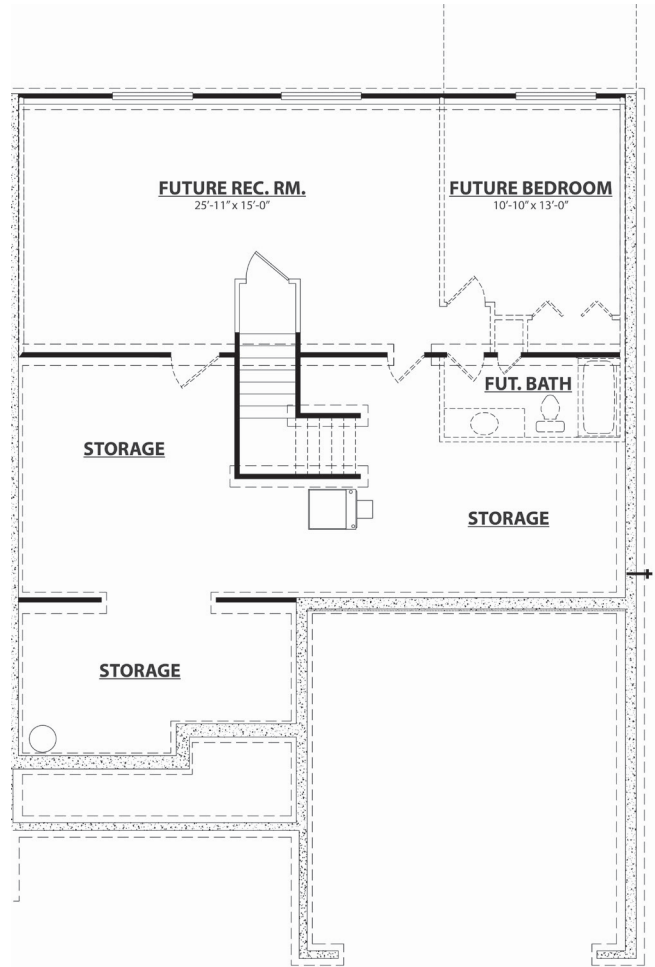 FUTURE REC. RM.
25'-11" x 15'-0"
FUTURE BEDROOM
10'-10" x 13'-0"
FUT. BATH
STORAGE
STORAGE
STORAGE